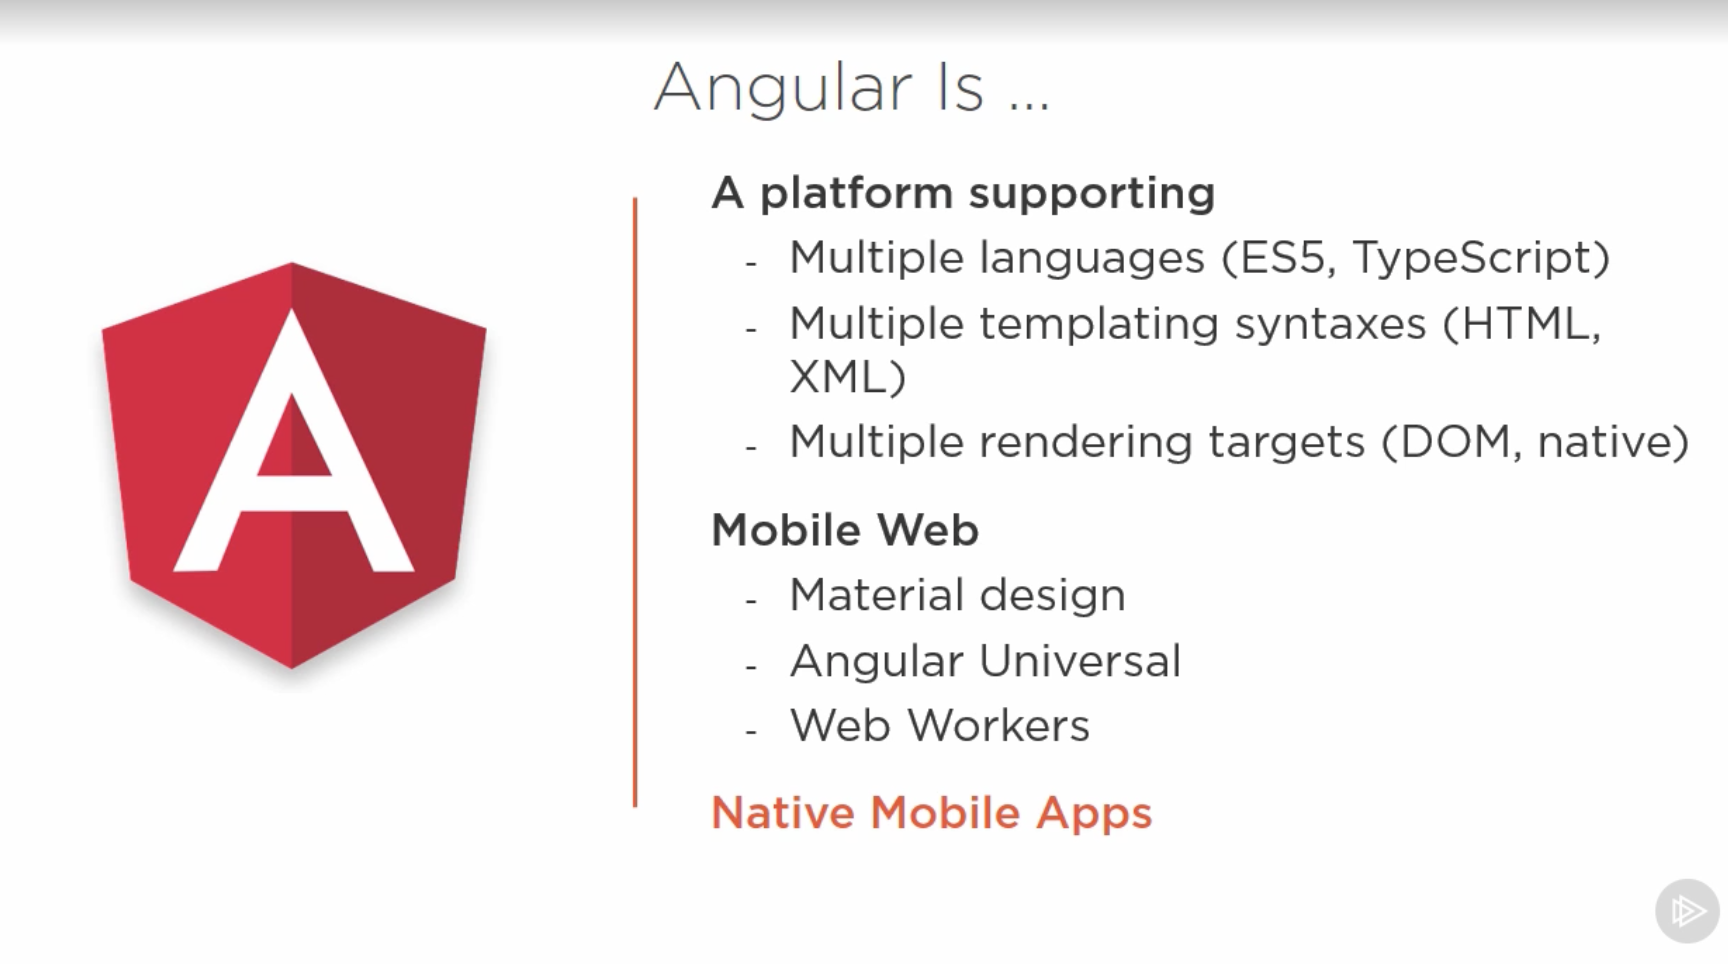 Angular Is ...
A platform supporting
- Multiple languages (ES5, TypeScript)
- Multiple templating syntaxes (HTML,
XML)
- Multiple rendering targets (DOM, native)
Mobile Web
- Material design
- Angular Universal
- Web Workers
Native Mobile Apps
A